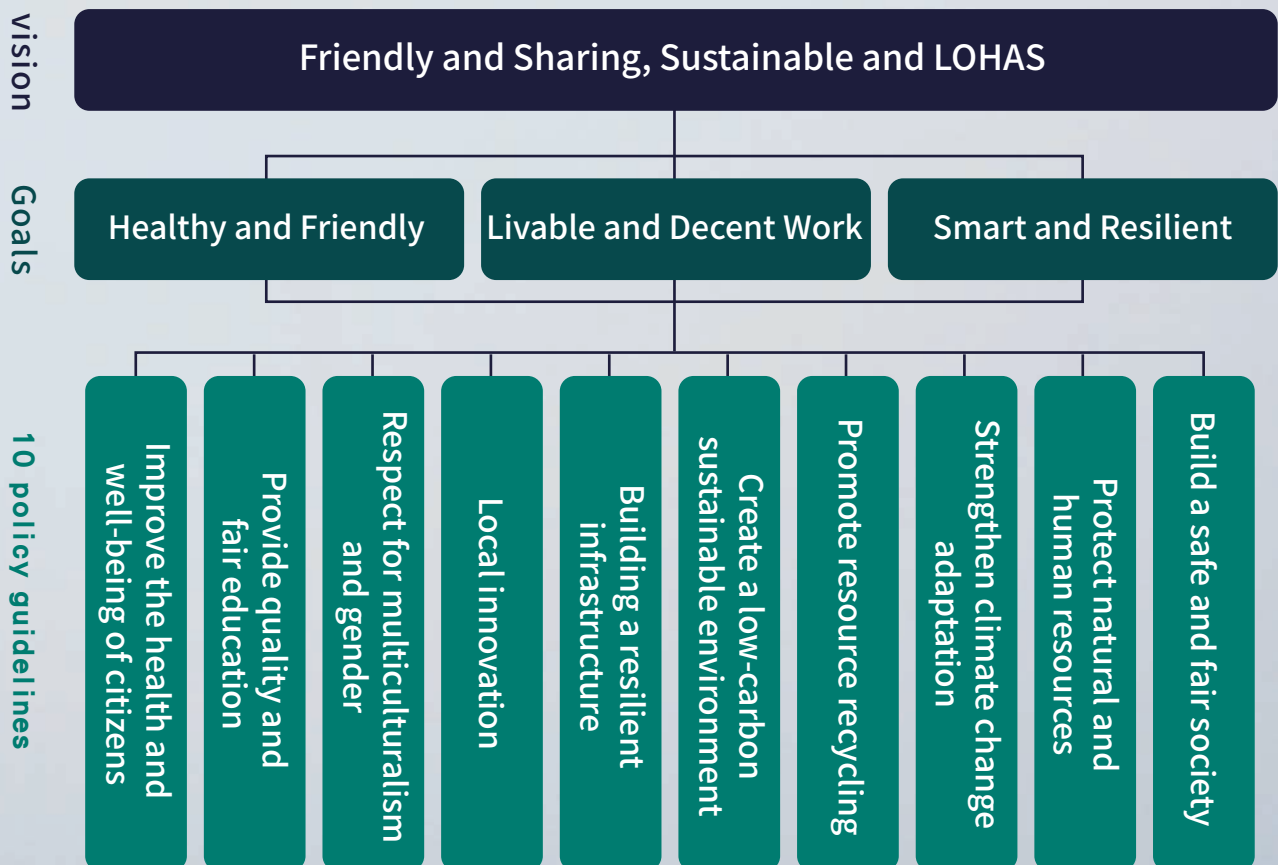 vision
Friendly and Sharing, Sustainable and LOHAS
Goals
Healthy and Friendly
Livable and Decent Work
Smart and Resilient
10 policy guidelines
Improve the health and
well-being of citizens
Provide quality and
fair education
Respect for multiculturalism
and gender
Local innovation
Building a resilient
infrastructure
Create a low-carbon
sustainable environment
Promote resource recycling
Strengthen climate change
adaptation
Protect natural and
human resources
Build a safe and fair society